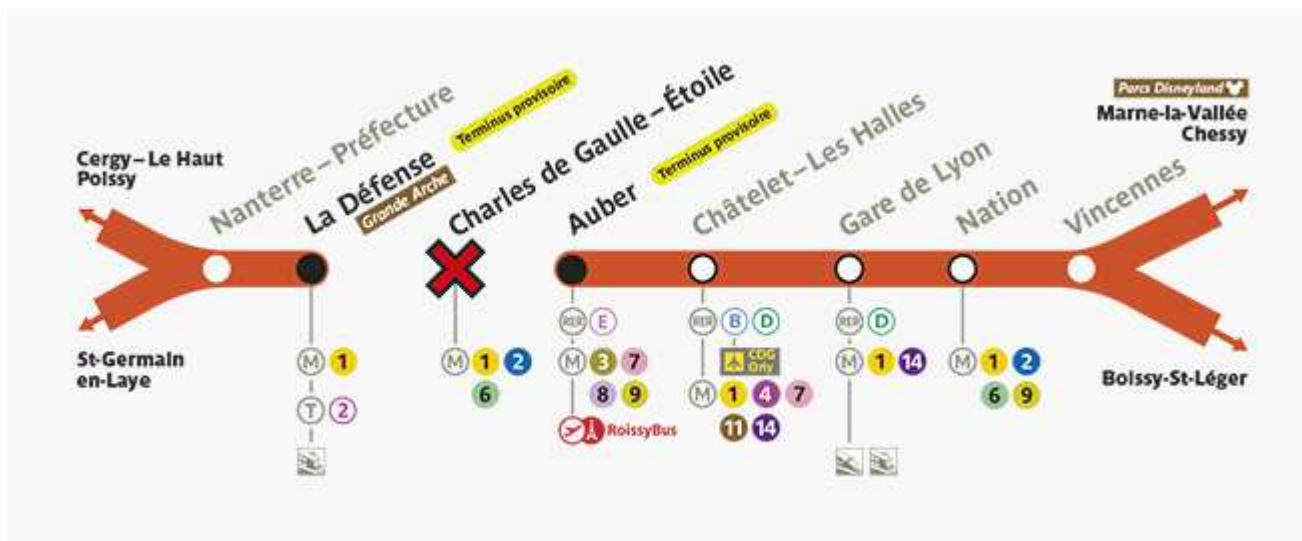 Cergy – Le Haut
Poissy
St-Germain
en-Laye
Nanterre – Préfecture
La Défense
Grande Arche
Terminus provisoire
M 1
T 2
Charles de Gaulle – Étoile
M 1 2
6
Auber
Terminus provisoire
RER E
M 3 7
8 9
RoissyBus
Châtelet – Les Halles
RER B D
CDG
Orly
M 1 4 7
11 14
Gare de Lyon
RER D
M 1 14
Nation
M 1 2
6 9
Vincennes
Parcs Disneyland
Marne-la-Vallée
Chessy
Boissy-St-Léger